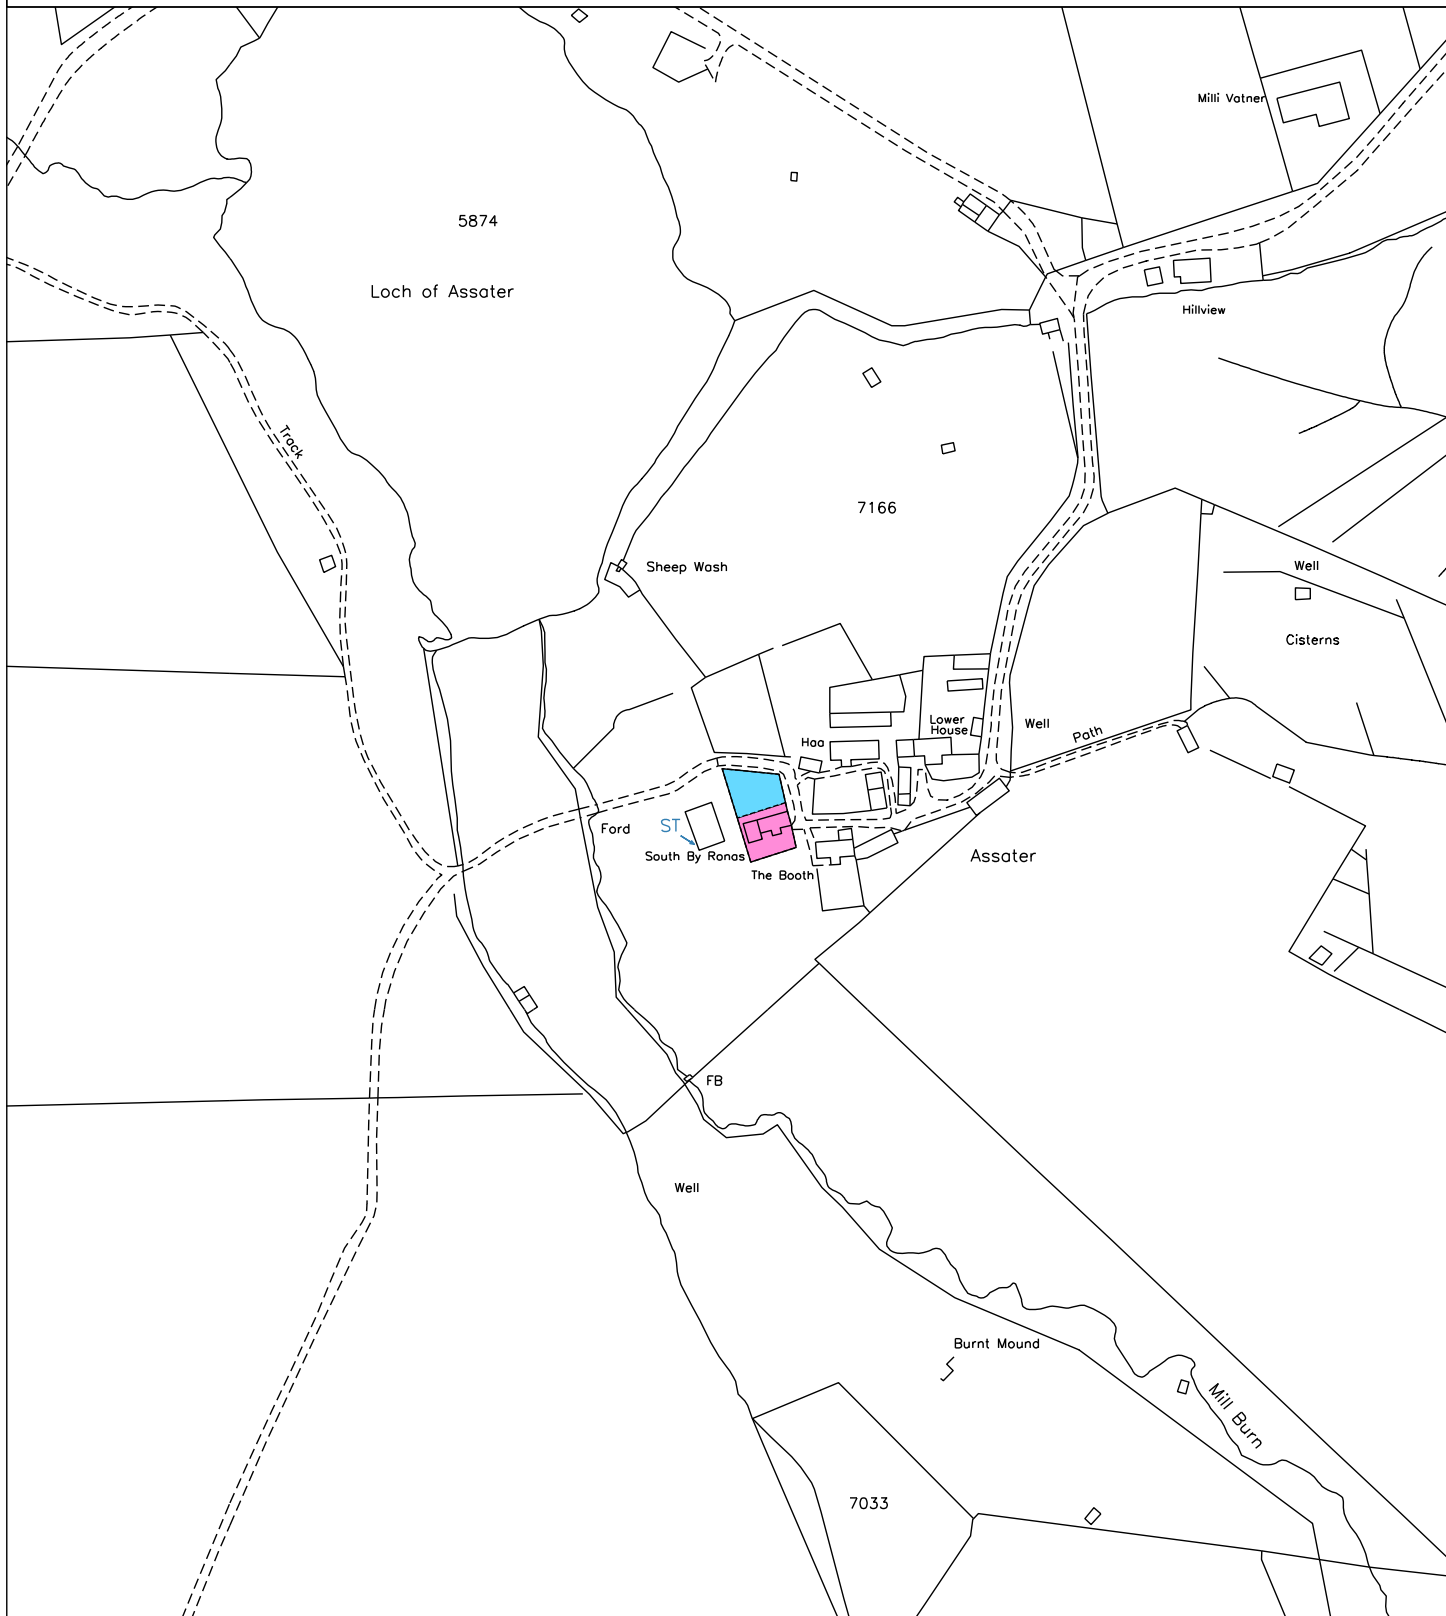 Milli Vatner
5874
Loch of Assater
Hillview
Track
7166
Sheep Wash
Well
Cisterns
Lower
House
Well
Path
Haa
Ford
ST
South By Ronas
The Booth
Assater
FB
Well
Burnt Mound
Mill Burn
7033